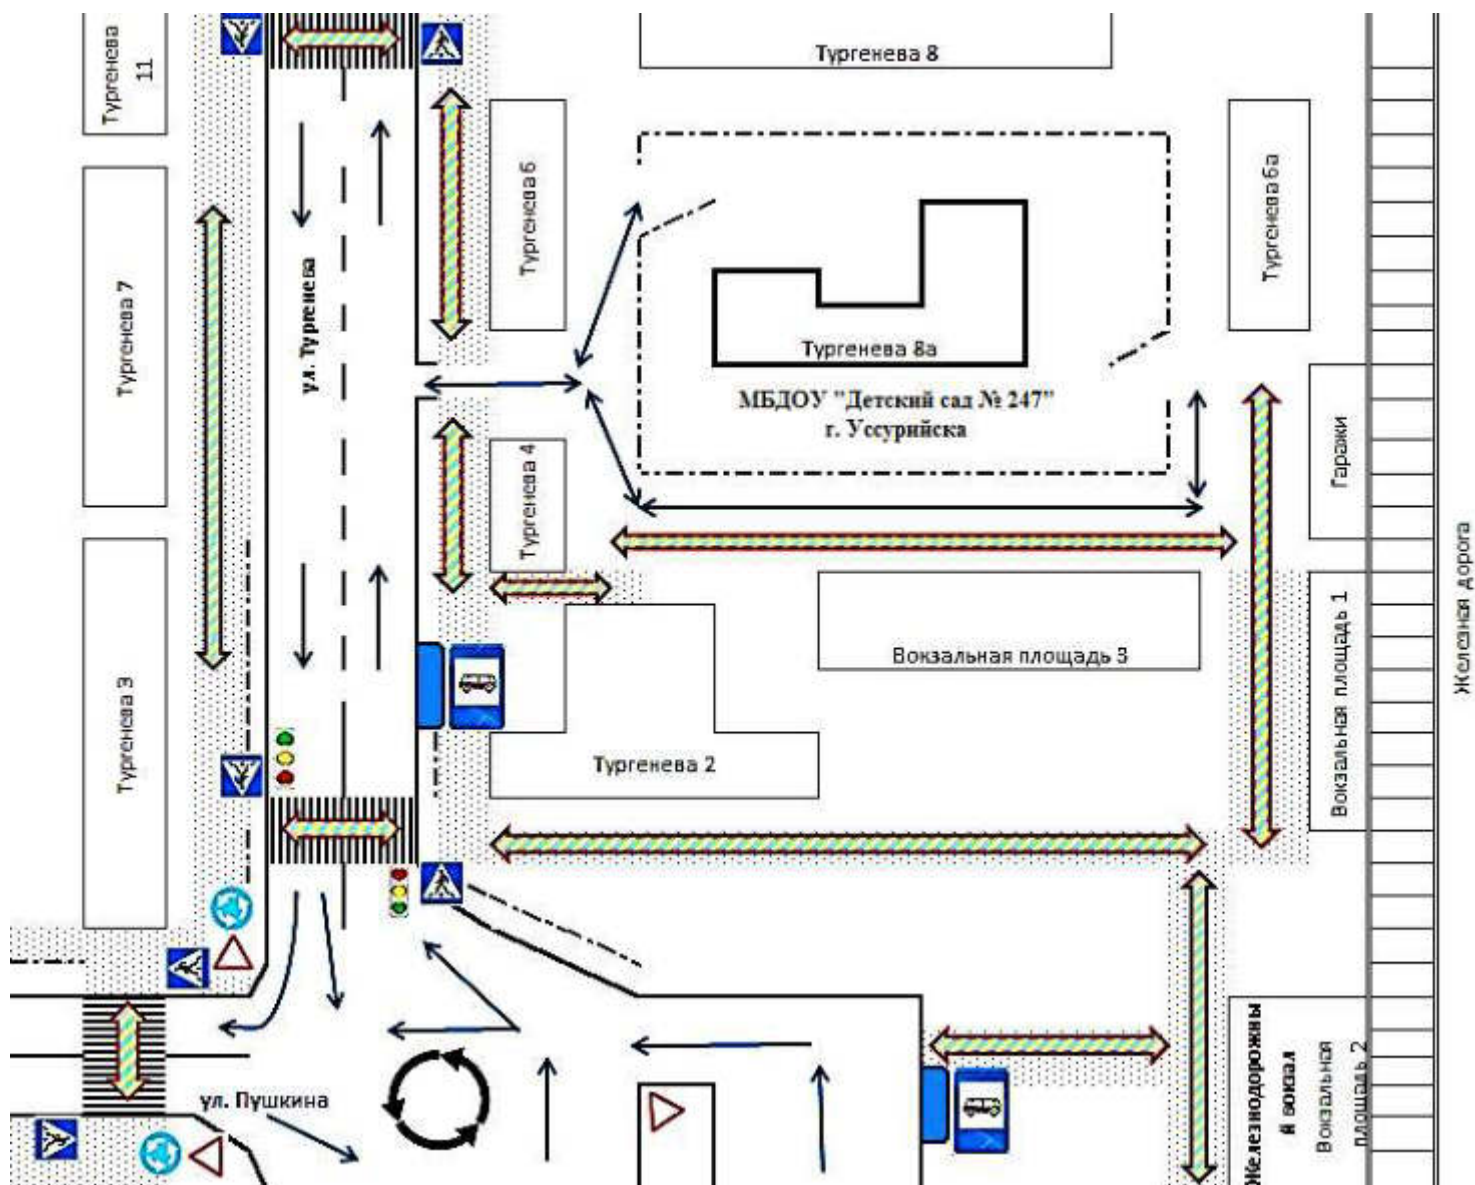 Тургенева
11
Тургенева 8
Тургенева 6
Тургенева 6а
Тургенева 7
ул. Тургенева
Тургенева 8а
МБДОУ "Детский сад № 247"
г. Уссурийска
Тургенева 4
Гаражи
Железная дорога
Вокзальная площадь 3
Вокзальная площадь 1
Тургенева 3
Тургенева 2
ул. Пушкина
Железнодорожны
й вокзал
Вокзальная
площадь 2